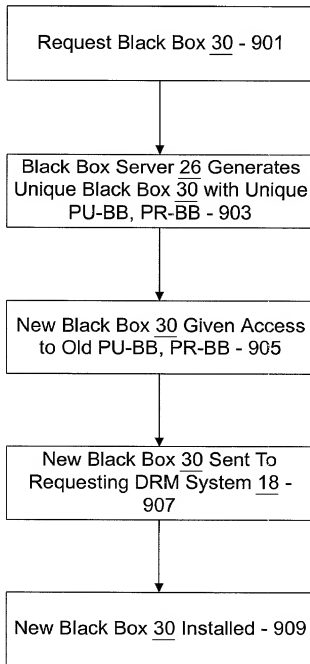 Request Black Box 30 - 901
Black Box Server 26 Generates
Unique Black Box 30 with Unique
PU-BB, PR-BB - 903
New Black Box 30 Given Access
to Old PU-BB, PR-BB - 905
New Black Box 30 Sent To
Requesting DRM System 18 -
907
New Black Box 30 Installed - 909